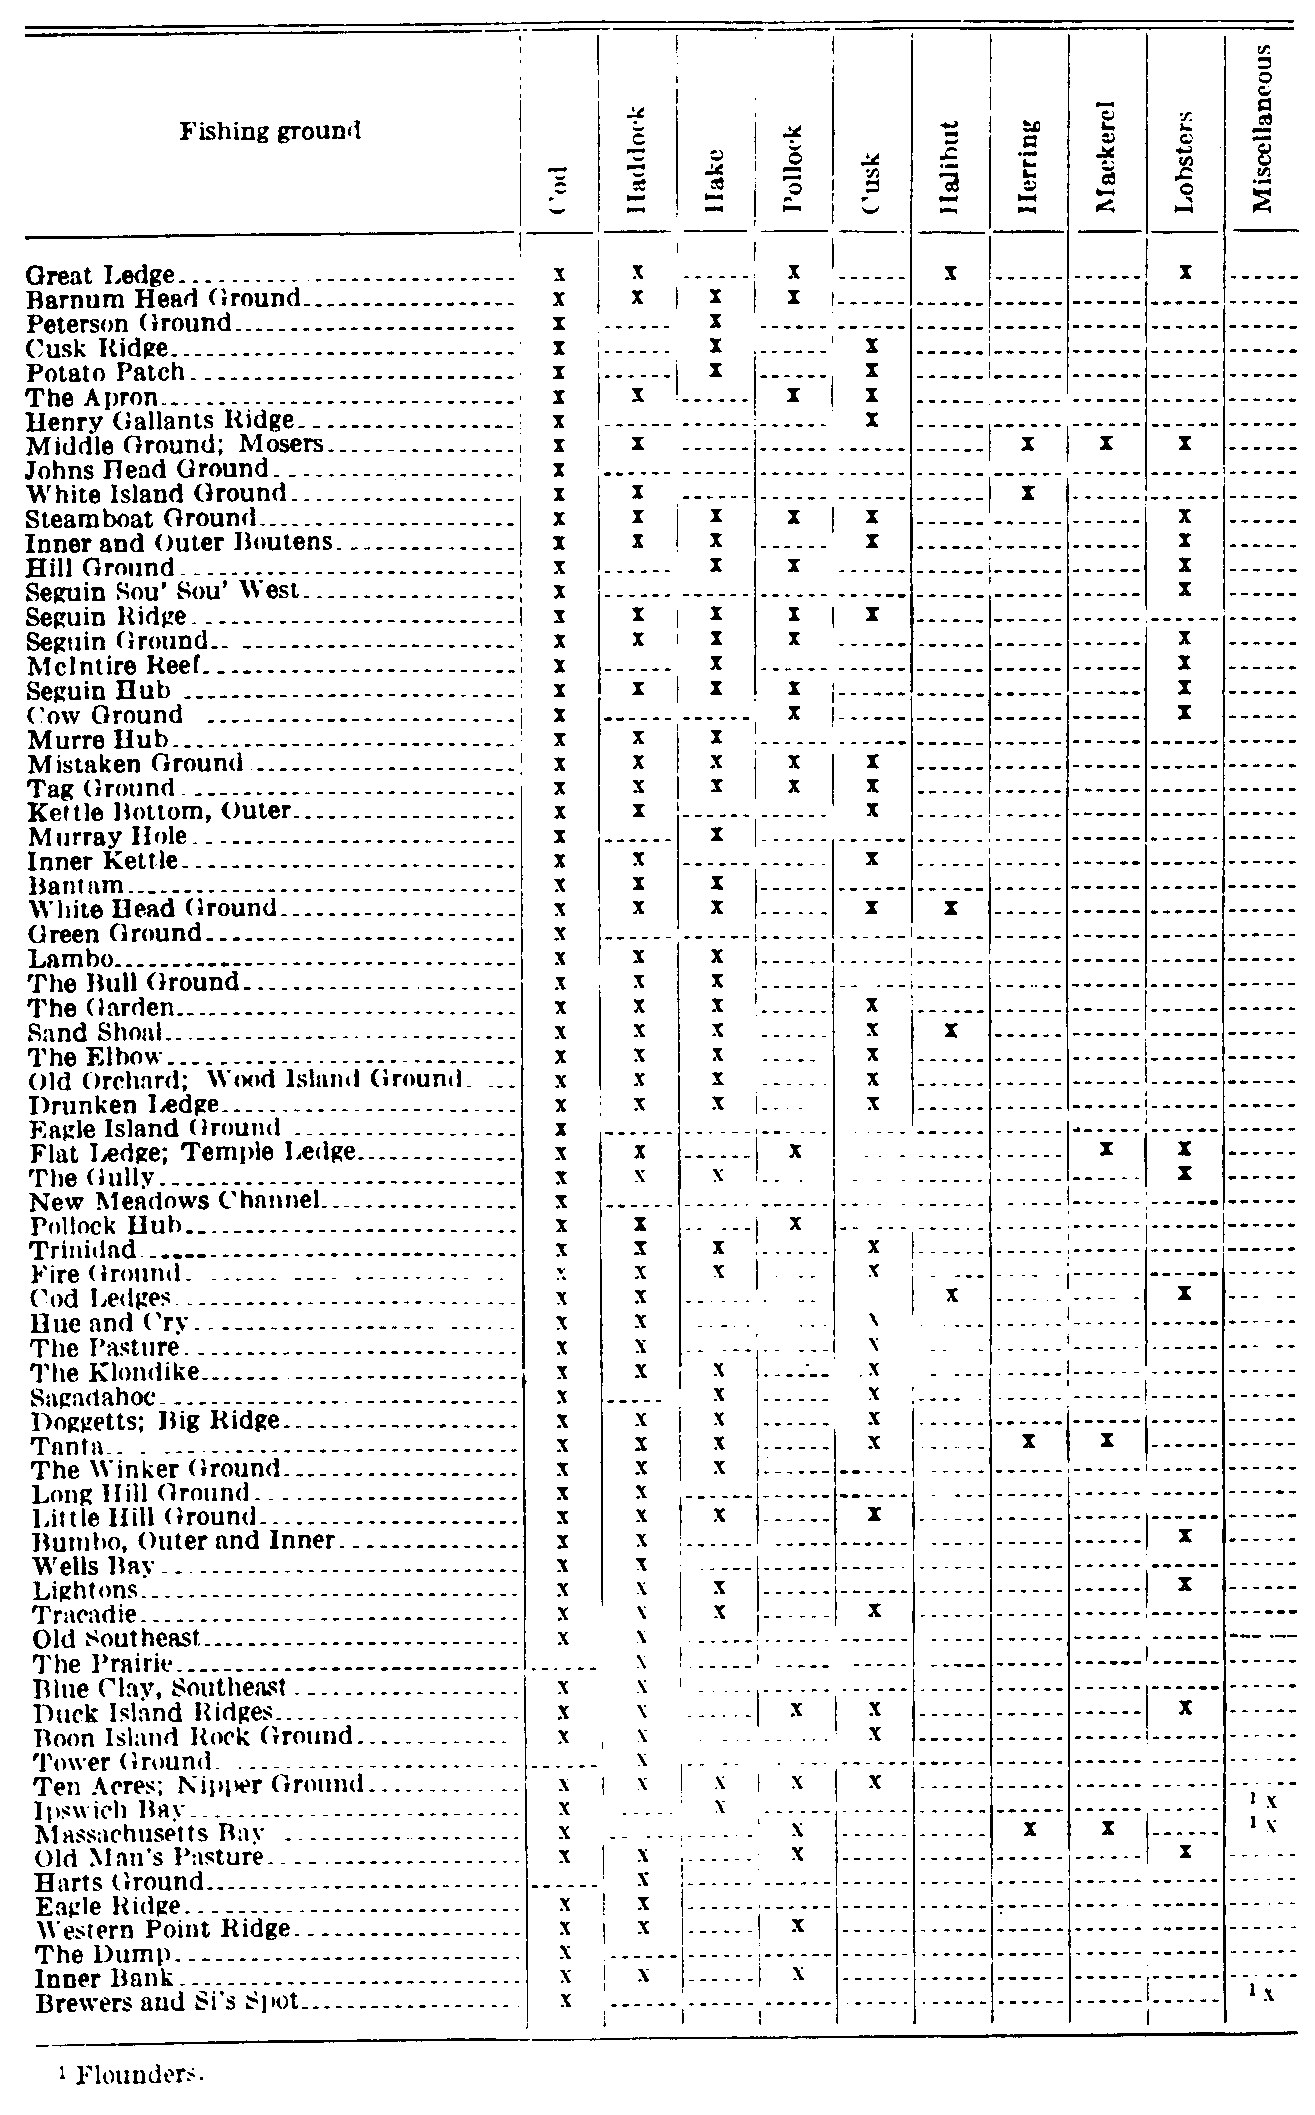 Fishing ground Cod Haddock Hake Pollock Cusk Halibut Herring Mackerel Lobsters Miscellaneous
Great Ledge x x x x x
Barnum Head Ground x x x x
Peterson Ground x x
Cusk Ridge x x x
Potato Patch x x x
The Apron x x x x
Henry Gallants Ridge x x
Middle Ground; Mosers x x x x x
Johns Head Ground x
White Island Ground x x x
Steamboat Ground x x x x x x
Inner and Outer Boutens x x x x x
Hill Ground x x x x
Seguin Sou' Sou' West x x
Seguin Ridge x x x x x
Seguin Ground x x x x x
McIntire Reef x x x
Seguin Hub x x x x x
Cow Ground x x x
Murre Hub x x x
Mistaken Ground x x x x x
Tag Ground x x x x x
Kettle Bottom, Outer x x x
Murray Hole x x
Inner Kettle x x x
Bantam x x x
White Head Ground x x x x x
Green Ground x
Lambo x x x
The Bull Ground x x x
The Garden x x x x
Sand Shoal x x x x x
The Elbow x x x x
Old Orchard; Wood Island Ground x x x x
Drunken Ledge x x x x
Eagle Island Ground x
Flat Ledge; Temple Ledge x x x x x
The Gully x x x x
New Meadows Channel x
Pollock Hub x x x
Trinidad x x x x
Fire Ground x x x x
Cod Ledges x x x x
Hue and Cry x x x
The Pasture x x x
The Klondike x x x x
Sagadahoc x x x
Doggetts; Big Ridge x x x x
Tanta x x x x x x
The Winker Ground x x x
Long Hill Ground x x
Little Hill Ground x x x x
Bumbo, Outer and Inner x x x
Wells Bay x x
Lightons x x x x
Tracadie x x x x
Old Southeast x x
The Prairie x
Blue Clay, Southeast x x
Duck Island Ridges x x x x x
Boon Island Rock Ground x x x
Tower Ground x
Ten Acres; Nipper Ground x x x x x
Ipswich Bay x x 1 x
Massachusetts Bay x x x x 1 x
Old Man's Pasture x x x x
Harts Ground x
Eagle Ridge x x
Western Point Ridge x x x
The Dump x
Inner Bank x x x
Brewers and Si's Spot x 1 x
1 Flounders.